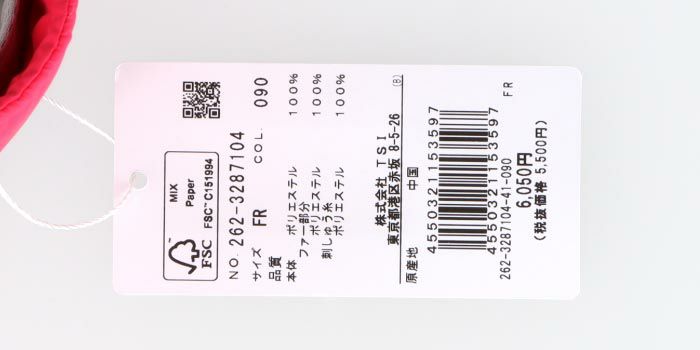 MIX
Paper
FSC™ C151994
FSC
NO. 262-3287104
サイズ FR COL. 090
品質
本体 ポリエステル 100%
ファー部分
ポリエステル 100%
刺しゅう糸
ポリエステル 100%
(B)
株式会社 TSI
東京都港区赤坂 8-5-26
原産地 中国
4550321153597
4550321153597
262-3287104-41-090
FR
6,050円
(税抜価格 5,500円)